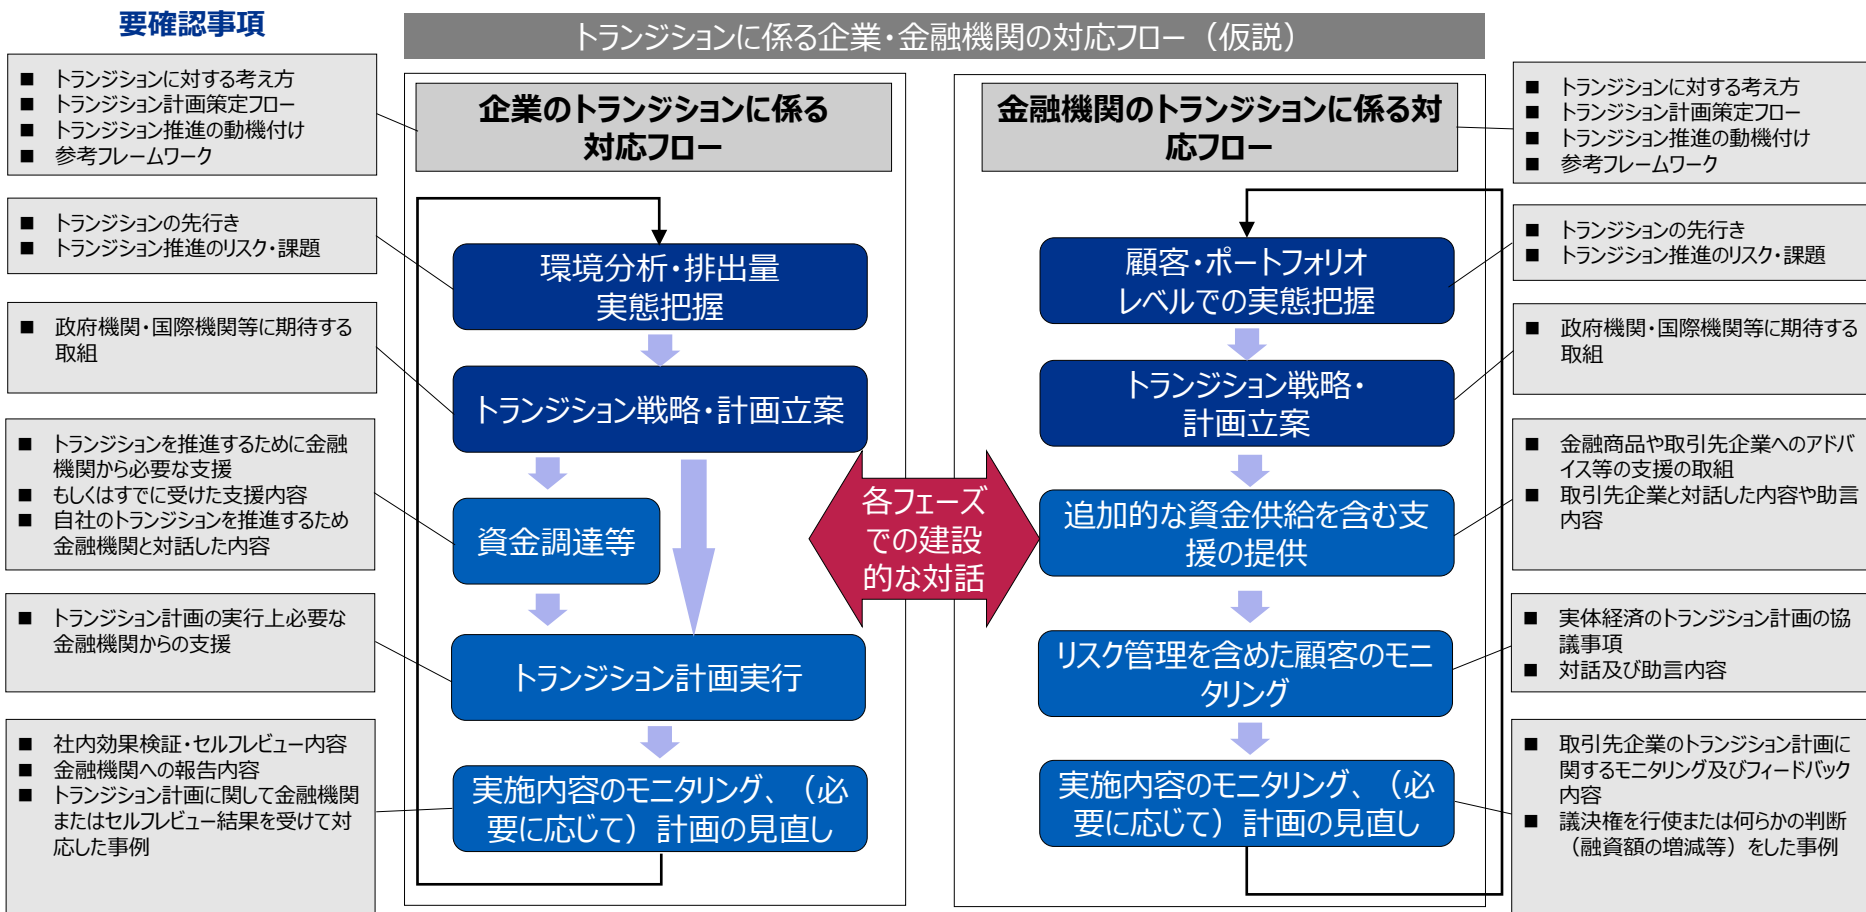 要確認事項
トランジションに係る企業・金融機関の対応フロー（仮説）
■ トランジションに対する考え方
■ トランジション計画策定フロー
■ トランジション推進の動機付け
■ 参考フレームワーク
■ トランジションの先行き
■ トランジション推進のリスク・課題
■ 政府機関・国際機関等に期待する
取組
■ トランジションを推進するために金融
機関から必要な支援
■ もしくはすでに受けた支援内容
■ 自社のトランジションを推進するため
金融機関と対話した内容
■ トランジション計画の実行上必要な
金融機関からの支援
■ 社内効果検証・セルフレビュー内容
■ 金融機関への報告内容
■ トランジション計画に関して金融機関
またはセルフレビュー結果を受けて対
応した事例
企業のトランジションに係る
対応フロー
環境分析・排出量
実態把握
トランジション戦略・計画立案
資金調達等
トランジション計画実行
実施内容のモニタリング、（必
要に応じて）計画の見直し
各フェーズ
での建設
的な対話
金融機関のトランジションに係る対
応フロー
顧客・ポートフォリオ
レベルでの実態把握
トランジション戦略・
計画立案
追加的な資金供給を含む支
援の提供
リスク管理を含めた顧客のモニ
タリング
実施内容のモニタリング、（必
要に応じて）計画の見直し
■ トランジションに対する考え方
■ トランジション計画策定フロー
■ トランジション推進の動機付け
■ 参考フレームワーク
■ トランジションの先行き
■ トランジション推進のリスク・課題
■ 政府機関・国際機関等に期待する
取組
■ 金融商品や取引先企業へのアドバ
イス等の支援の取組
■ 取引先企業と対話した内容や助言
内容
■ 実体経済のトランジション計画の協
議事項
■ 対話及び助言内容
■ 取引先企業のトランジション計画に
関するモニタリング及びフィードバック
内容
■ 議決権を行使または何らかの判断
（融資額の増減等）をした事例